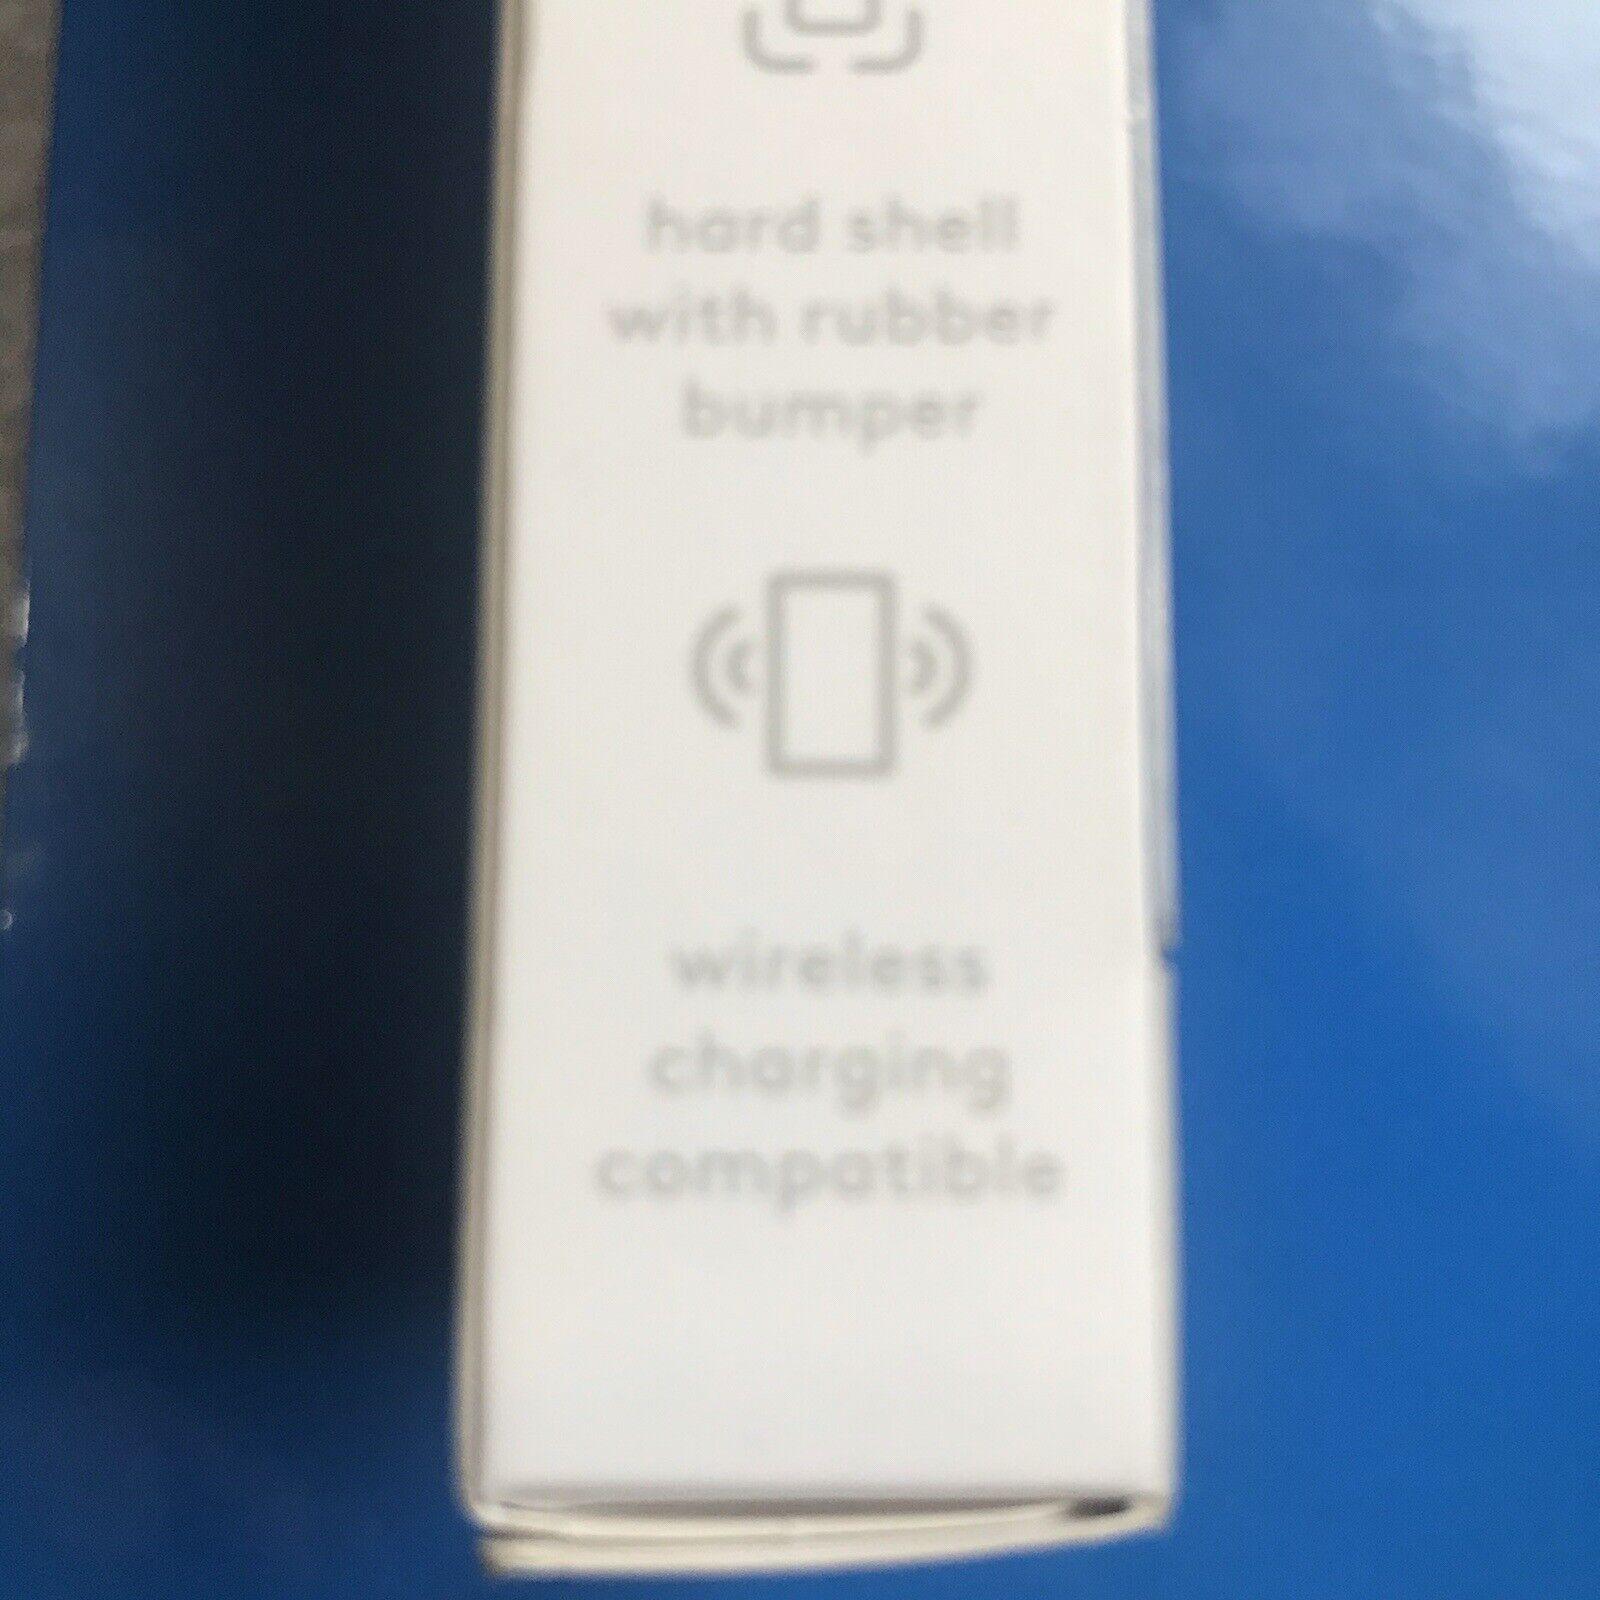 hard shell
with rubber
bumper
wireless
charging
compatible